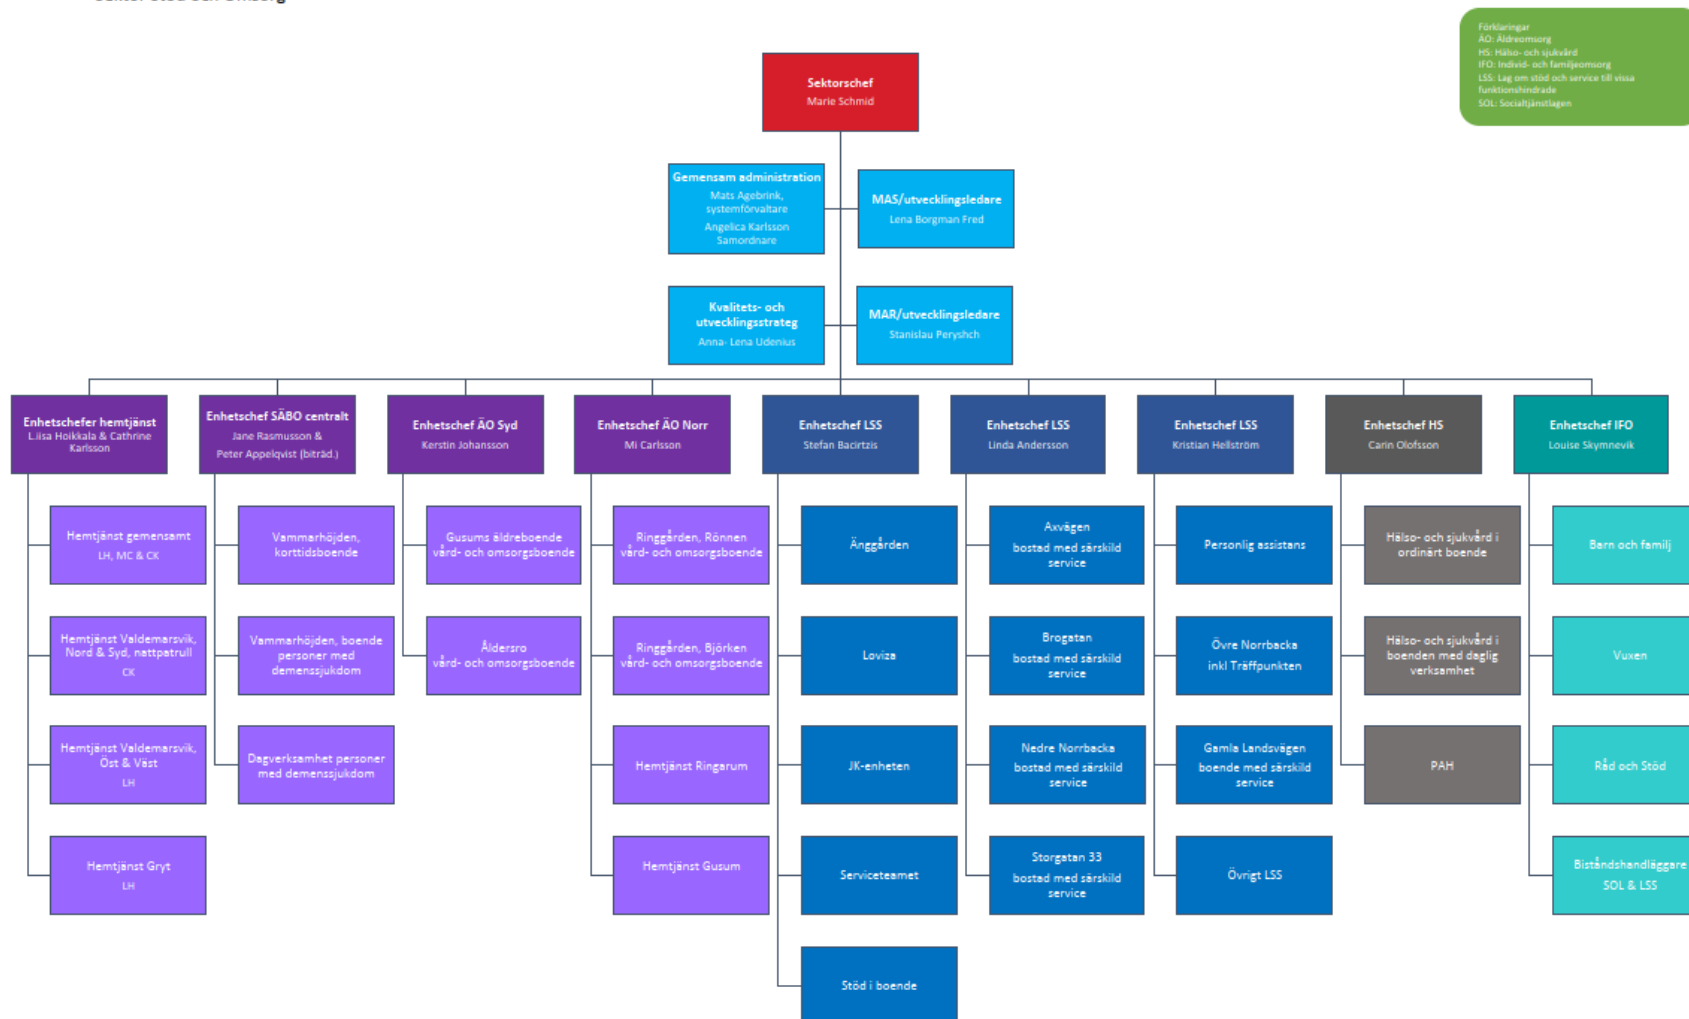 Förklaringar
ÄO: Äldreomsorg
HS: Hälso- och sjukvård
IFO: Individ- och familjeomsorg
LSS: Lag om stöd och service till vissa
funktionshindrade
SOL: Socialtjänstlagen
Sektorschef
Marie Schmid
Gemensam administration
Mats Agebrink,
systemförvaltare
Angelica Karlsson
Samordnare
MAS/utvecklingsledare
Lena Borgman Fred
Kvalitets- och
utvecklingsstrateg
Anna- Lena Udenius
MAR/utvecklingsledare
Stanislau Peryshch
Enhetschefer hemtjänst
L.iisa Hoikkala & Cathrine
Karlsson
Hemtjänst gemensamt
LH, MC & CK
Hemtjänst Valdemarsvik,
Nord & Syd, nattpatrull
CK
Hemtjänst Valdemarsvik,
Öst & Väst
LH
Hemtjänst Gryt
LH
Enhetschef SÄBO centralt
Jane Rasmusson &
Peter Appelqvist (biträd.)
Vammarhöjden,
korttidsboende
Vammarhöjden, boende
personer med
demenssjukdom
Dagverksamhet personer
med demenssjukdom
Enhetschef ÄO Syd
Kerstin Johansson
Gusums äldreboende
vård- och omsorgsboende
Åldersro
vård- och omsorgsboende
Enhetschef ÄO Norr
Mi Carlsson
Ringgården, Rönnen
vård- och omsorgsboende
Ringgården, Björken
vård- och omsorgsboende
Hemtjänst Ringarum
Hemtjänst Gusum
Enhetschef LSS
Stefan Bacirtzis
Änggården
Loviza
JK-enheten
Serviceteamet
Stöd i boende
Enhetschef LSS
Linda Andersson
Axvägen
bostad med särskild
service
Brogatan
bostad med särskild
service
Nedre Norrbacka
bostad med särskild
service
Storgatan 33
bostad med särskild
service
Enhetschef LSS
Kristian Hellström
Personlig assistans
Övre Norrbacka
inkl Träffpunkten
Gamla Landsvägen
boende med särskild
service
Övrigt LSS
Enhetschef HS
Carin Olofsson
Hälso- och sjukvård i
ordinärt boende
Hälso- och sjukvård i
boenden med daglig
verksamhet
PAH
Enhetschef IFO
Louise Skymnevik
Barn och familj
Vuxen
Råd och Stöd
Biståndshandläggare
SOL & LSS